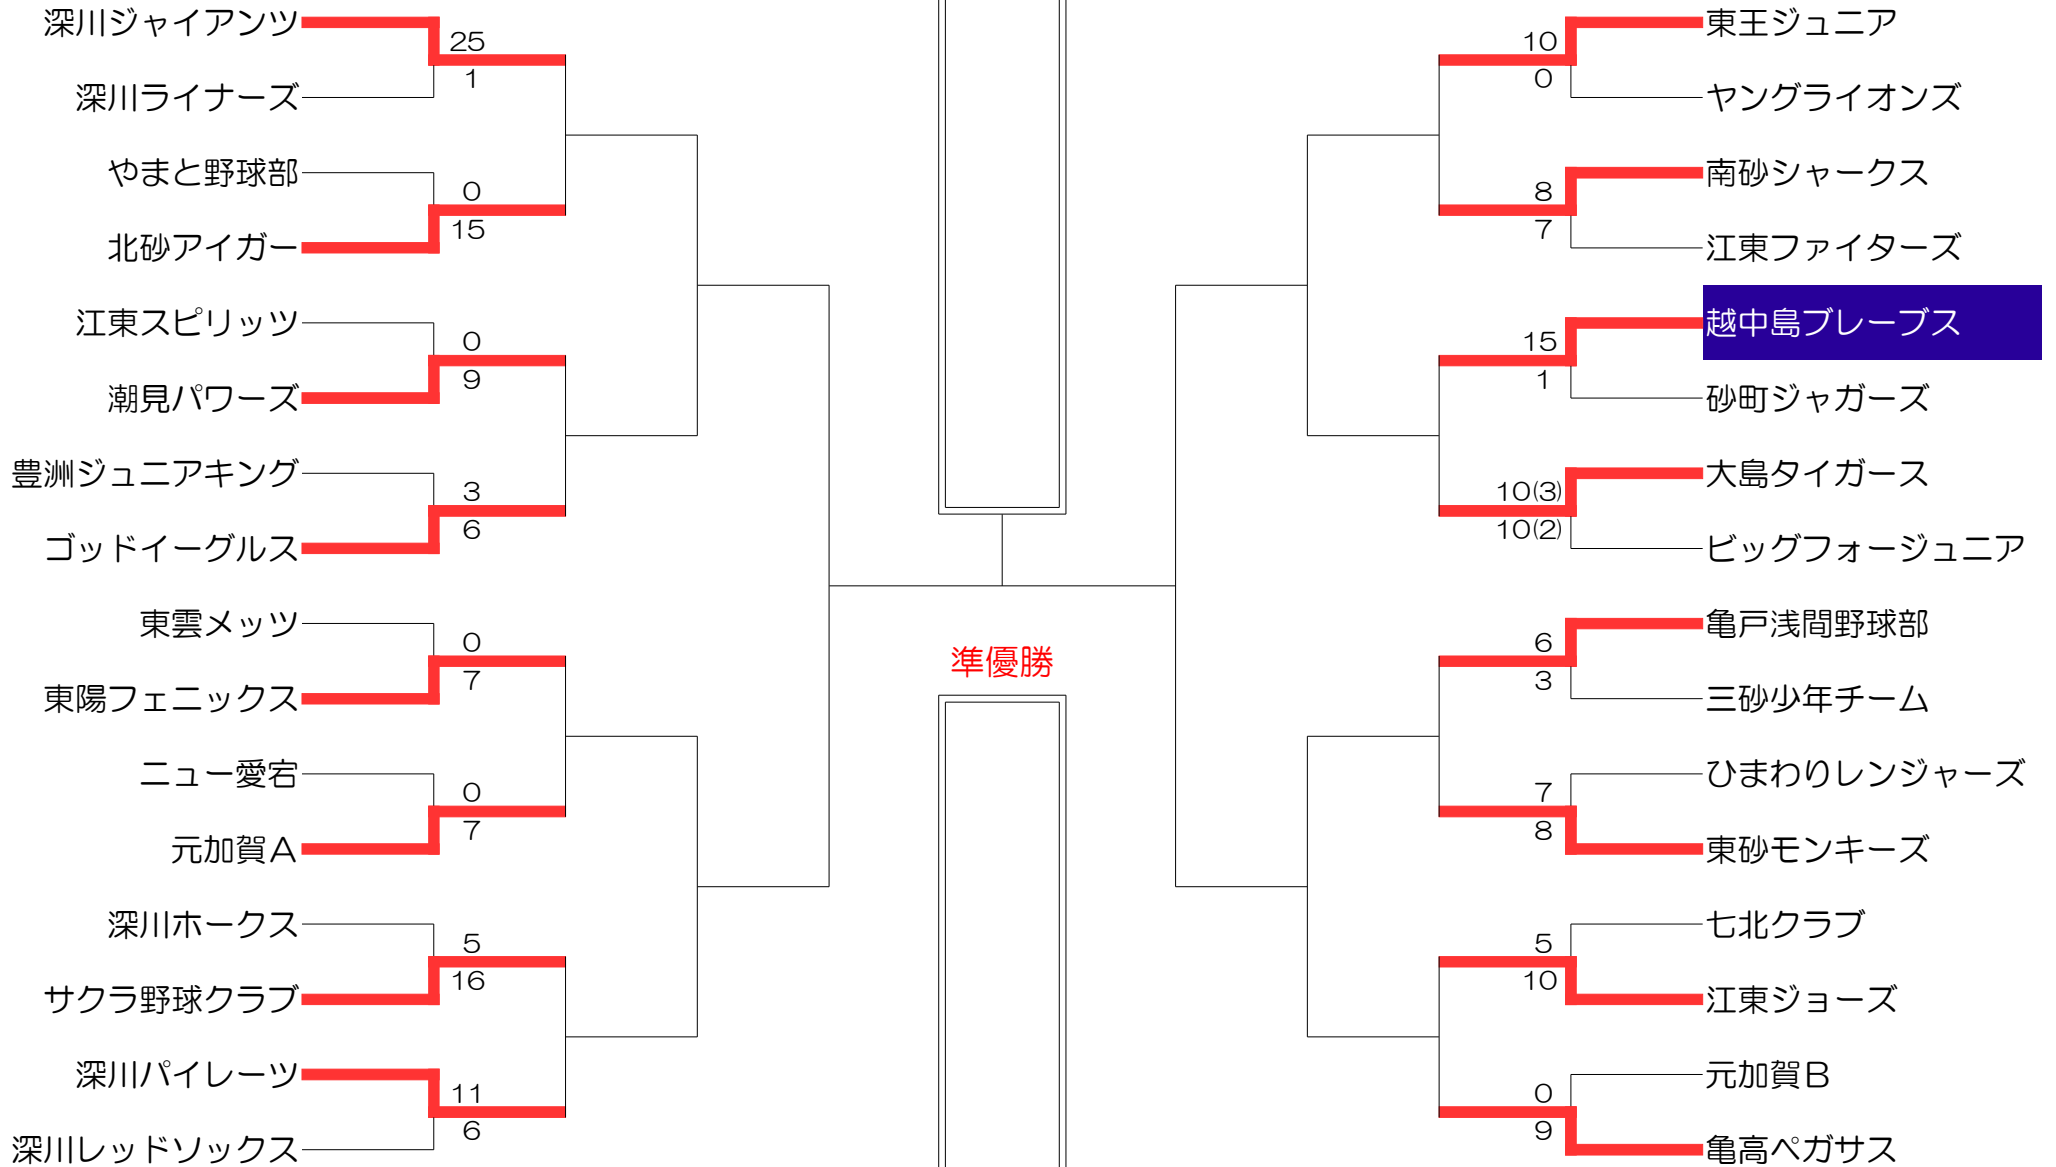 深川ジャイアンツ
25
1
深川ライナーズ
やまと野球部
0
15
北砂アイガー
江東スピリッツ
0
9
潮見パワーズ
豊洲ジュニアキング
3
6
ゴッドイーグルス
東雲メッツ
0
7
東陽フェニックス
ニュー愛宕
0
7
元加賀A
深川ホークス
5
16
サクラ野球クラブ
深川パイレーツ
11
6
深川レッドソックス
準優勝
東王ジュニア
10
0
ヤングライオンズ
南砂シャークス
8
7
江東ファイターズ
越中島ブレーブス
15
1
砂町ジャガーズ
大島タイガース
10(3)
10(2)
ビッグフォージュニア
亀戸浅間野球部
6
3
三砂少年チーム
ひまわりレンジャーズ
7
8
東砂モンキーズ
七北クラブ
5
10
江東ジョーズ
元加賀B
0
9
亀高ペガサス